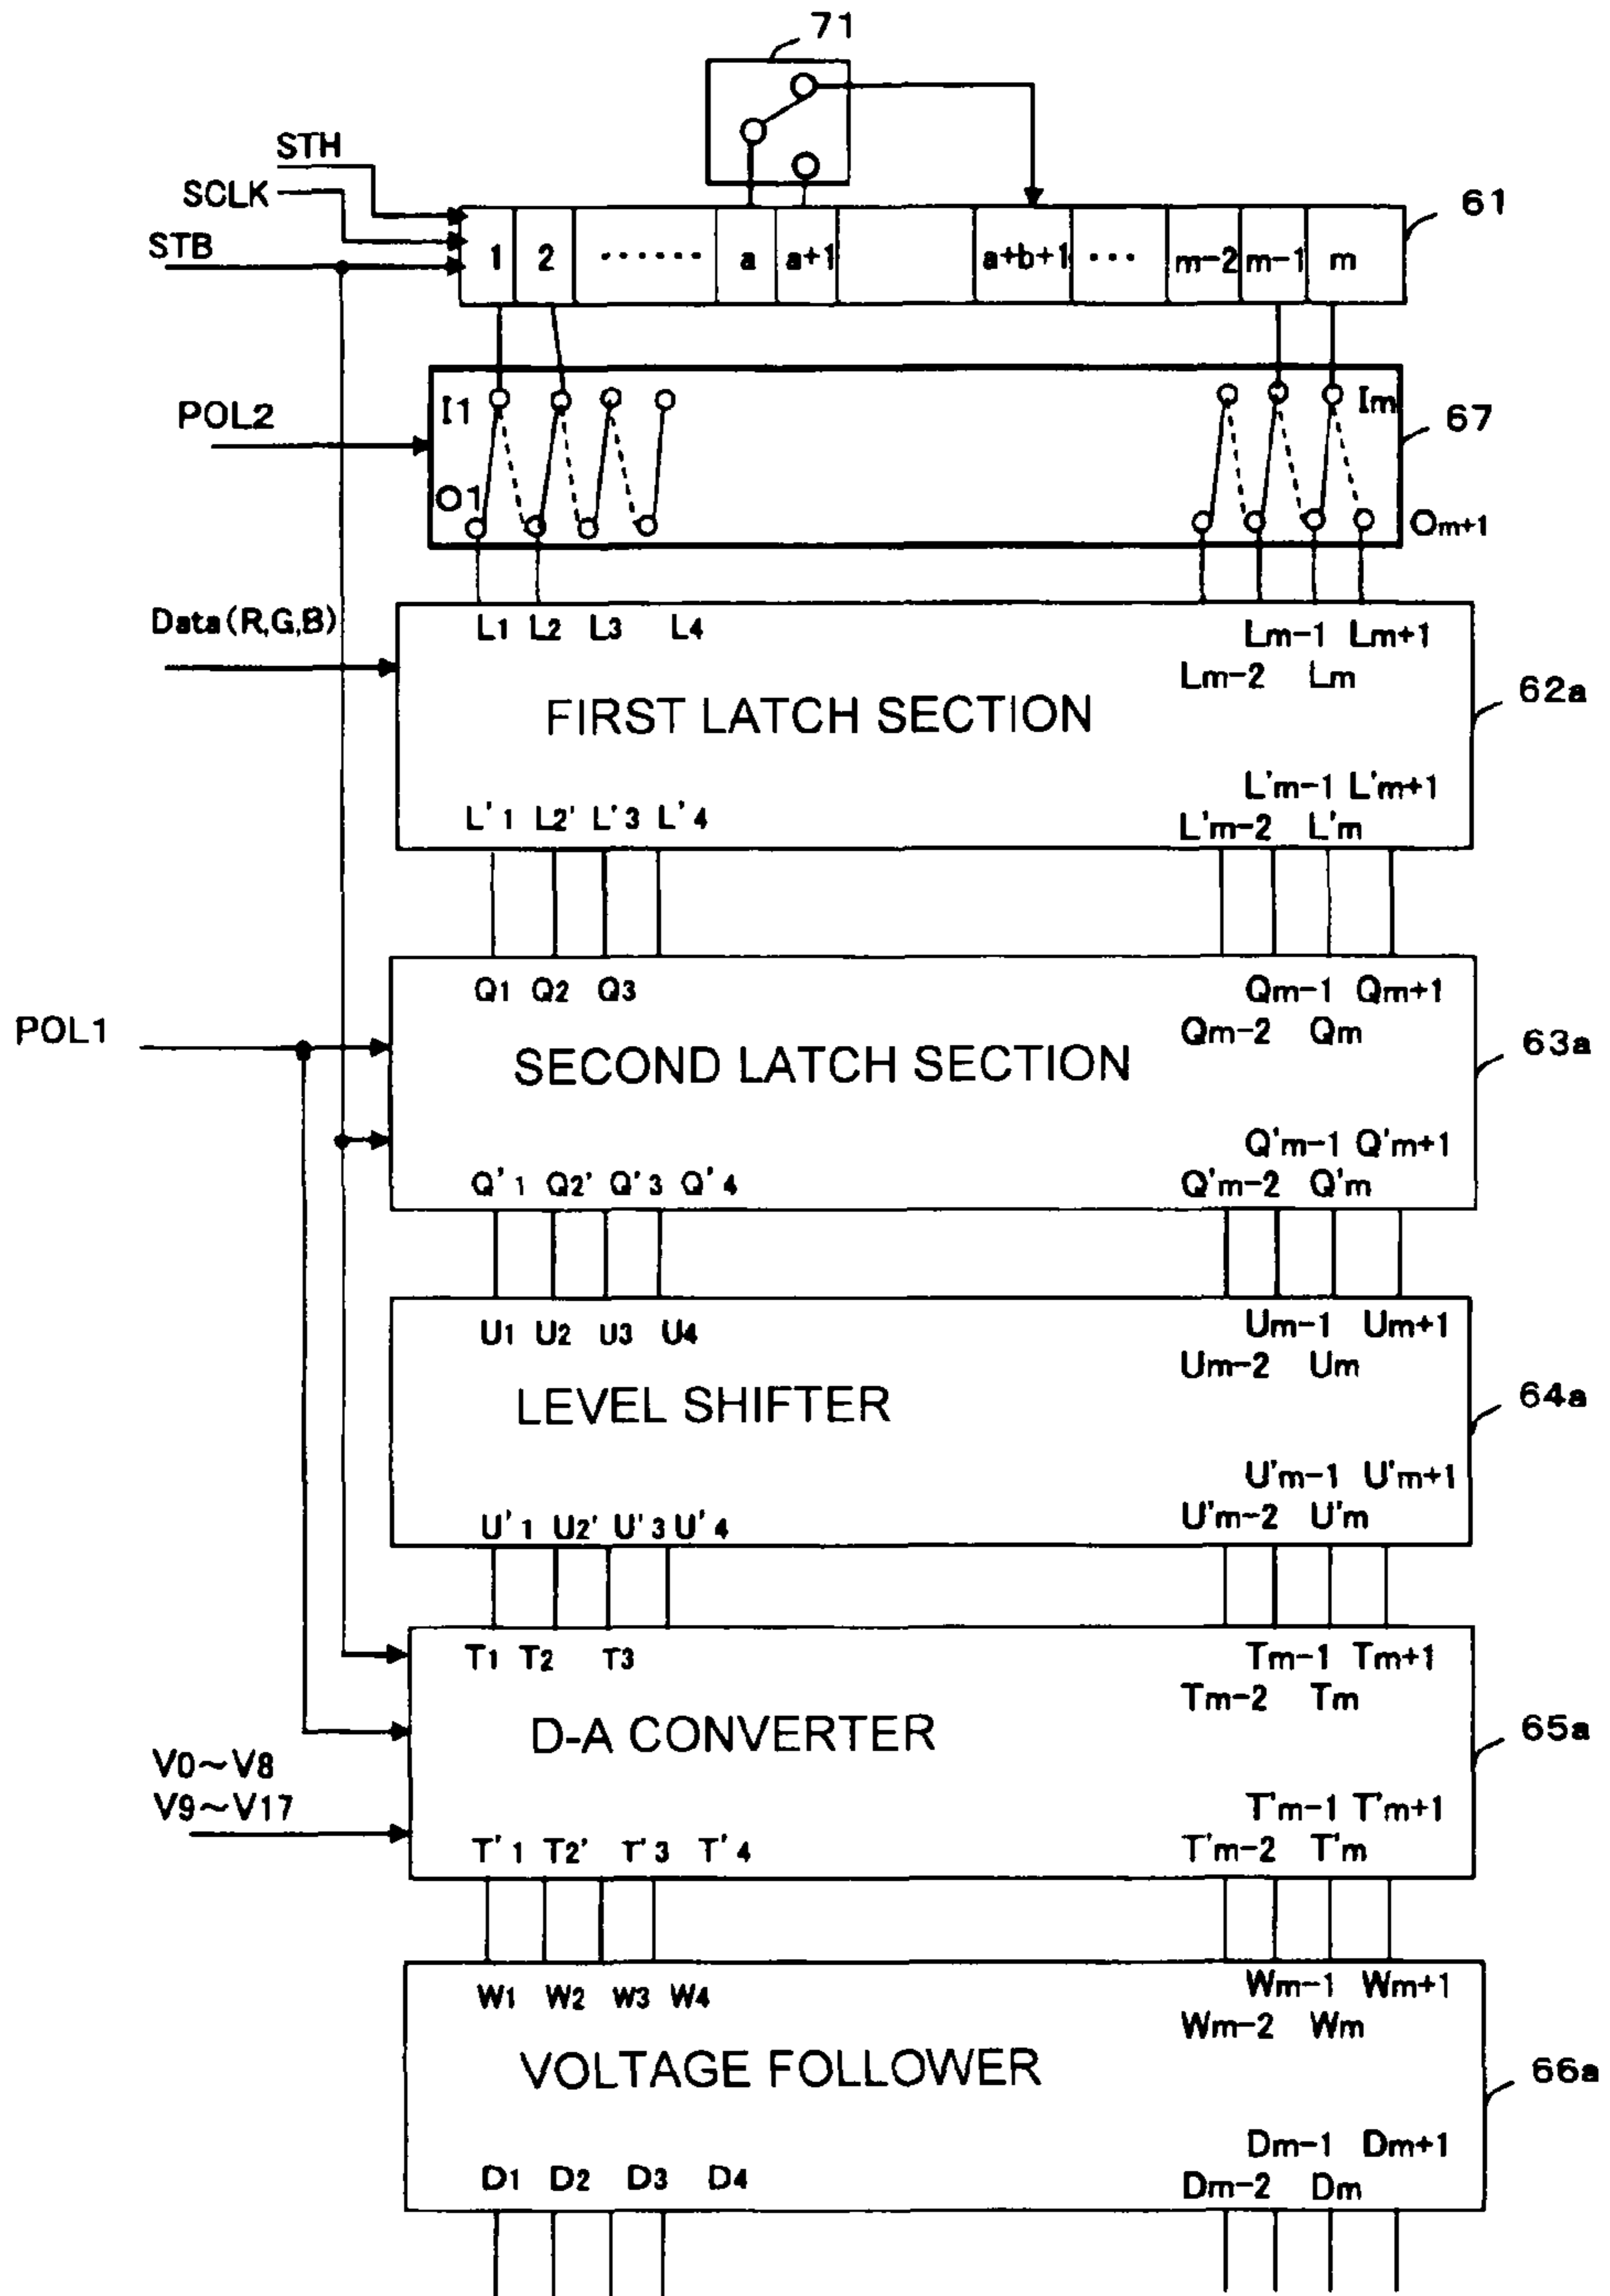 71
STH
SCLK
STB
61
1 2 ······ a a+1 a+b+1 ··· m-2 m-1 m
POL2
I1 Im
67
O1 Om+1
Data(R,G,B)
L1 L2 L3 L4 Lm-1 Lm+1
Lm-2 Lm
62a
FIRST LATCH SECTION
L'm-1 L'm+1
L'1 L2' L'3 L'4 L'm-2 L'm
Q1 Q2 Q3 Qm-1 Qm+1
POL1
Qm-2 Qm
63a
SECOND LATCH SECTION
Q'm-1 Q'm+1
Q'1 Q2' Q'3 Q'4 Q'm-2 Q'm
U1 U2 U3 U4 Um-1 Um+1
Um-2 Um
64a
LEVEL SHIFTER
U'm-1 U'm+1
U'1 U2' U'3 U'4 U'm-2 U'm
T1 T2 T3 Tm-1 Tm+1
Tm-2 Tm
65a
D-A CONVERTER
V0～V8
V9～V17
T'm-1 T'm+1
T'1 T2' T'3 T'4 T'm-2 T'm
W1 W2 W3 W4 Wm-1 Wm+1
Wm-2 Wm
66a
VOLTAGE FOLLOWER
Dm-1 Dm+1
D1 D2 D3 D4 Dm-2 Dm